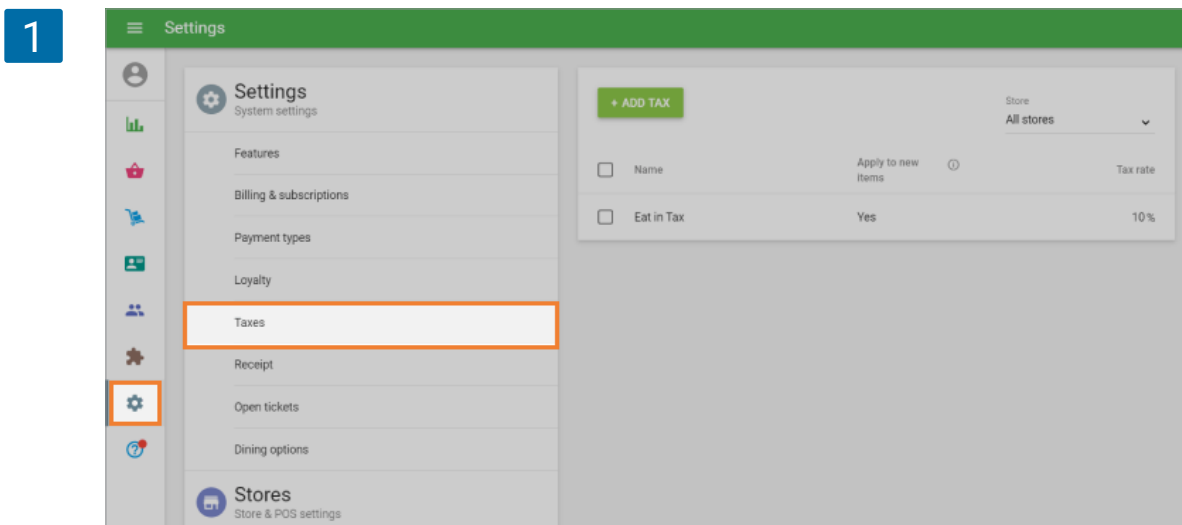 1
Settings
Settings
System settings
Features
Billing & subscriptions
Payment types
Loyalty
Taxes
Receipt
Open tickets
Dining options
Stores
Store & POS settings
+ ADD TAX
Store
All stores
Name
Apply to new
items
Tax rate
Eat in Tax
Yes
10%